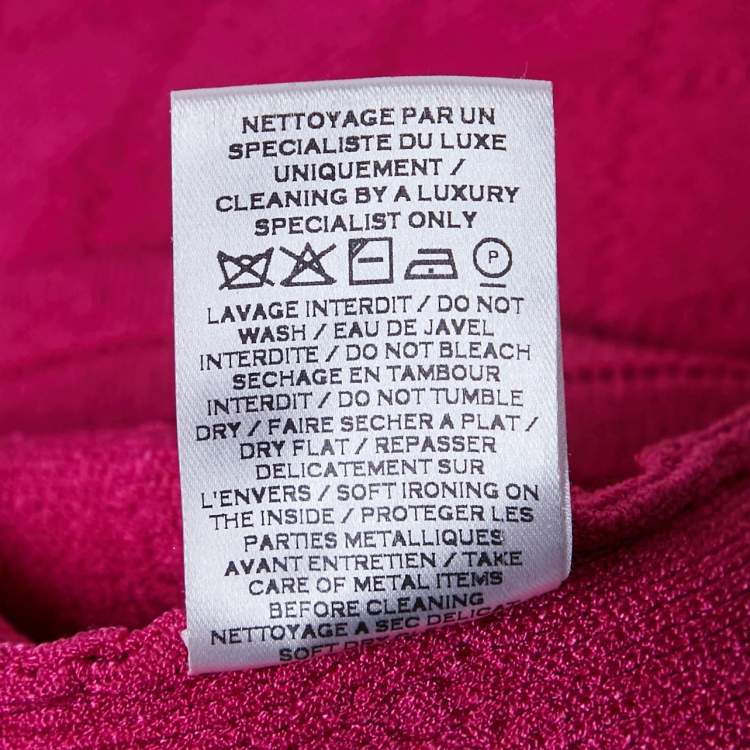 NETTOYAGE PAR UN
SPECIALISTE DU LUXE
UNIQUEMENT /
CLEANING BY A LUXURY
SPECIALIST ONLY
P
LAVAGE INTERDIT / DO NOT
WASH / EAU DE JAVEL
INTERDITE / DO NOT BLEACH
SECHAGE EN TAMBOUR
INTERDIT / DO NOT TUMBLE
DRY / FAIRE SECHER A PLAT /
DRY FLAT / REPASSER
DELICATEMENT SUR
L'ENVERS / SOFT IRONING ON
THE INSIDE / PROTEGER LES
PARTIES METALLIQUES
AVANT ENTRETIEN / TAKE
CARE OF METAL ITEMS
BEFORE CLEANING
NETTOYAGE A SEC
SOFT